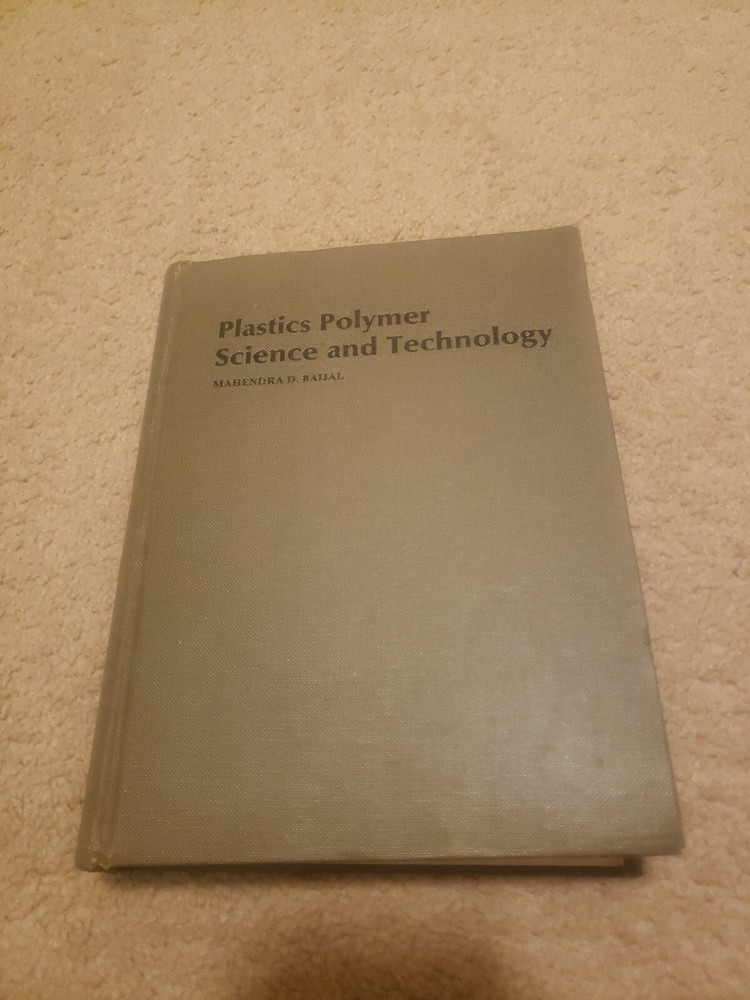 Plastics Polymer
Science and Technology
MAHENDRA D. BAIJAL